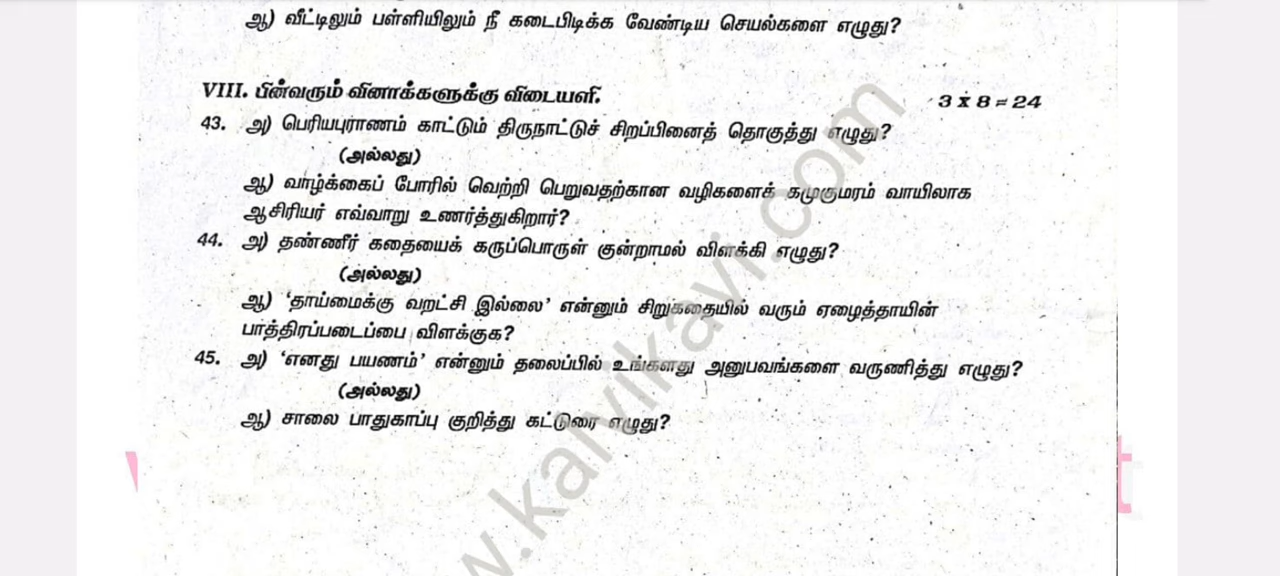 ஆ) வீட்டிலும் பள்ளியிலும் நீ கடைபிடிக்க வேண்டிய செயல்களை எழுது?
VIII. பின்வரும் வினாக்களுக்கு விடையளி. 3 x 8 = 24
43. அ) பெரியபுராணம் காட்டும் திருநாட்டுச் சிறப்பினைத் தொகுத்து எழுது?
(அல்லது)
ஆ) வாழ்க்கைப் போரில் வெற்றி பெறுவதற்கான வழிகளைக் கமுகுமரம் வாயிலாக
ஆசிரியர் எவ்வாறு உணர்த்துகிறார்?
44. அ) தண்ணீர் கதையைக் கருப்பொருள் குன்றாமல் விளக்கி எழுது?
(அல்லது)
ஆ) 'தாய்மைக்கு வறட்சி இல்லை' என்னும் சிறுகதையில் வரும் ஏழைத்தாயின்
பாத்திரப்படைப்பை விளக்குக?
45. அ) 'எனது பயணம்' என்னும் தலைப்பில் உங்களது அனுபவங்களை வருணித்து எழுது?
(அல்லது)
ஆ) சாலை பாதுகாப்பு குறித்து கட்டுரை எழுது?
w.kalvikavi.com
t